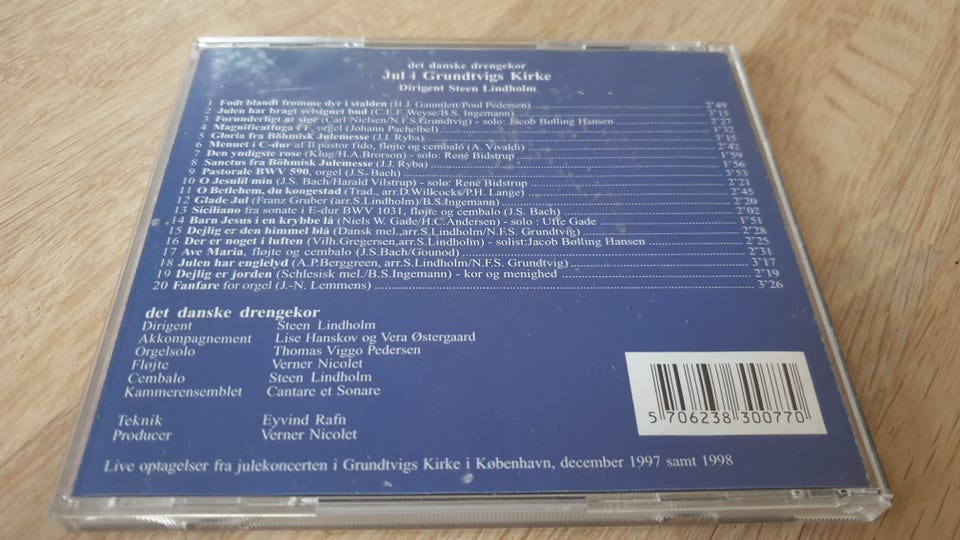 det danske drengekor
Jul i Grundtvigs Kirke
Dirigent Steen Lindholm
1 Født blandt fromme dyr i stalden (H.J. Gauntlett/Poul Pedersen) 2'49
2 Julen har bragt velsignet bud (C.E.F. Weyse/B.S. Ingemann) 3'15
3 Forunderligt at sige (Carl Nielsen/N.F.S.Grundtvig) - solo: Jacob Bølling Hansen 2'27
4 Magnificatfuga i F, orgel (Johann Pachelbel) 1'32
5 Gloria fra Böhmisk Julemesse (J.J. Ryba) 3'15
6 Menuet i C-dur af Il pastor fido, fløjte og cembalo (A. Vivaldi) 2'42
7 Den yndigste rose (Klug/H.A.Brorson) - solo: René Bidstrup 1'59
8 Sanctus fra Böhmisk Julemesse (J.J. Ryba) 1'56
9 Pastorale BWV 590, orgel (J.S. Bach) 3'53
10 O Jesulil min (J.S. Bach/Harald Vilstrup) - solo: René Bidstrup 2'21
11 O Betlehem, du kongestad (Trad., arr.D.Willcocks/P.H. Lange) 2'45
12 Glade Jul (Franz Gruber (arr.S.Lindholm)/B.S.Ingemann) 2'20
13 Siciliano fra sonate i E-dur BWV 1031, fløjte og cembalo (J.S. Bach) 2'02
14 Barn Jesus i en krybbe lå (Niels W. Gade/H.C.Andersen) - solo : Uffe Gade 1'51
15 Dejlig er den himmel blå (Dansk mel.,arr.S.Lindholm/N.F.S. Grundtvig) 2'28
16 Der er noget i luften (Vilh.Gregersen,arr.S.Lindholm) - solist:Jacob Bølling Hansen 2'25
17 Ave Maria, fløjte og cembalo (J.S.Bach/Gounod) 2'31
18 Julen har englelyd (A.P.Berggreen, arr.S.Lindholm/N.F.S. Grundtvig) 3'17
19 Dejlig er jorden (Schlesisk mel./B.S.Ingemann) - kor og menighed 2'19
20 Fanfare for orgel (J.-N. Lemmens) 3'26
det danske drengekor
Dirigent Steen Lindholm
Akkompagnement Lise Hanskov og Vera Østergaard
Orgelsolo Thomas Viggo Pedersen
Fløjte Verner Nicolet
Cembalo Steen Lindholm
Kammerensemblet Cantare et Sonare
Teknik Eyvind Rafn
Producer Verner Nicolet
5 706238 300770
Live optagelser fra julekoncerten i Grundtvigs Kirke i København, december 1997 samt 1998